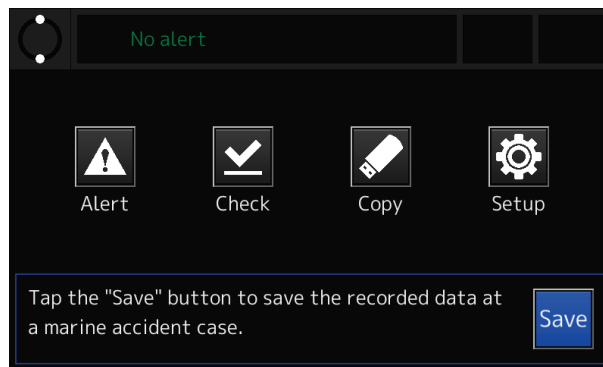 No alert
Alert
Check
Copy
Setup
Tap the "Save" button to save the recorded data at
a marine accident case.
Save